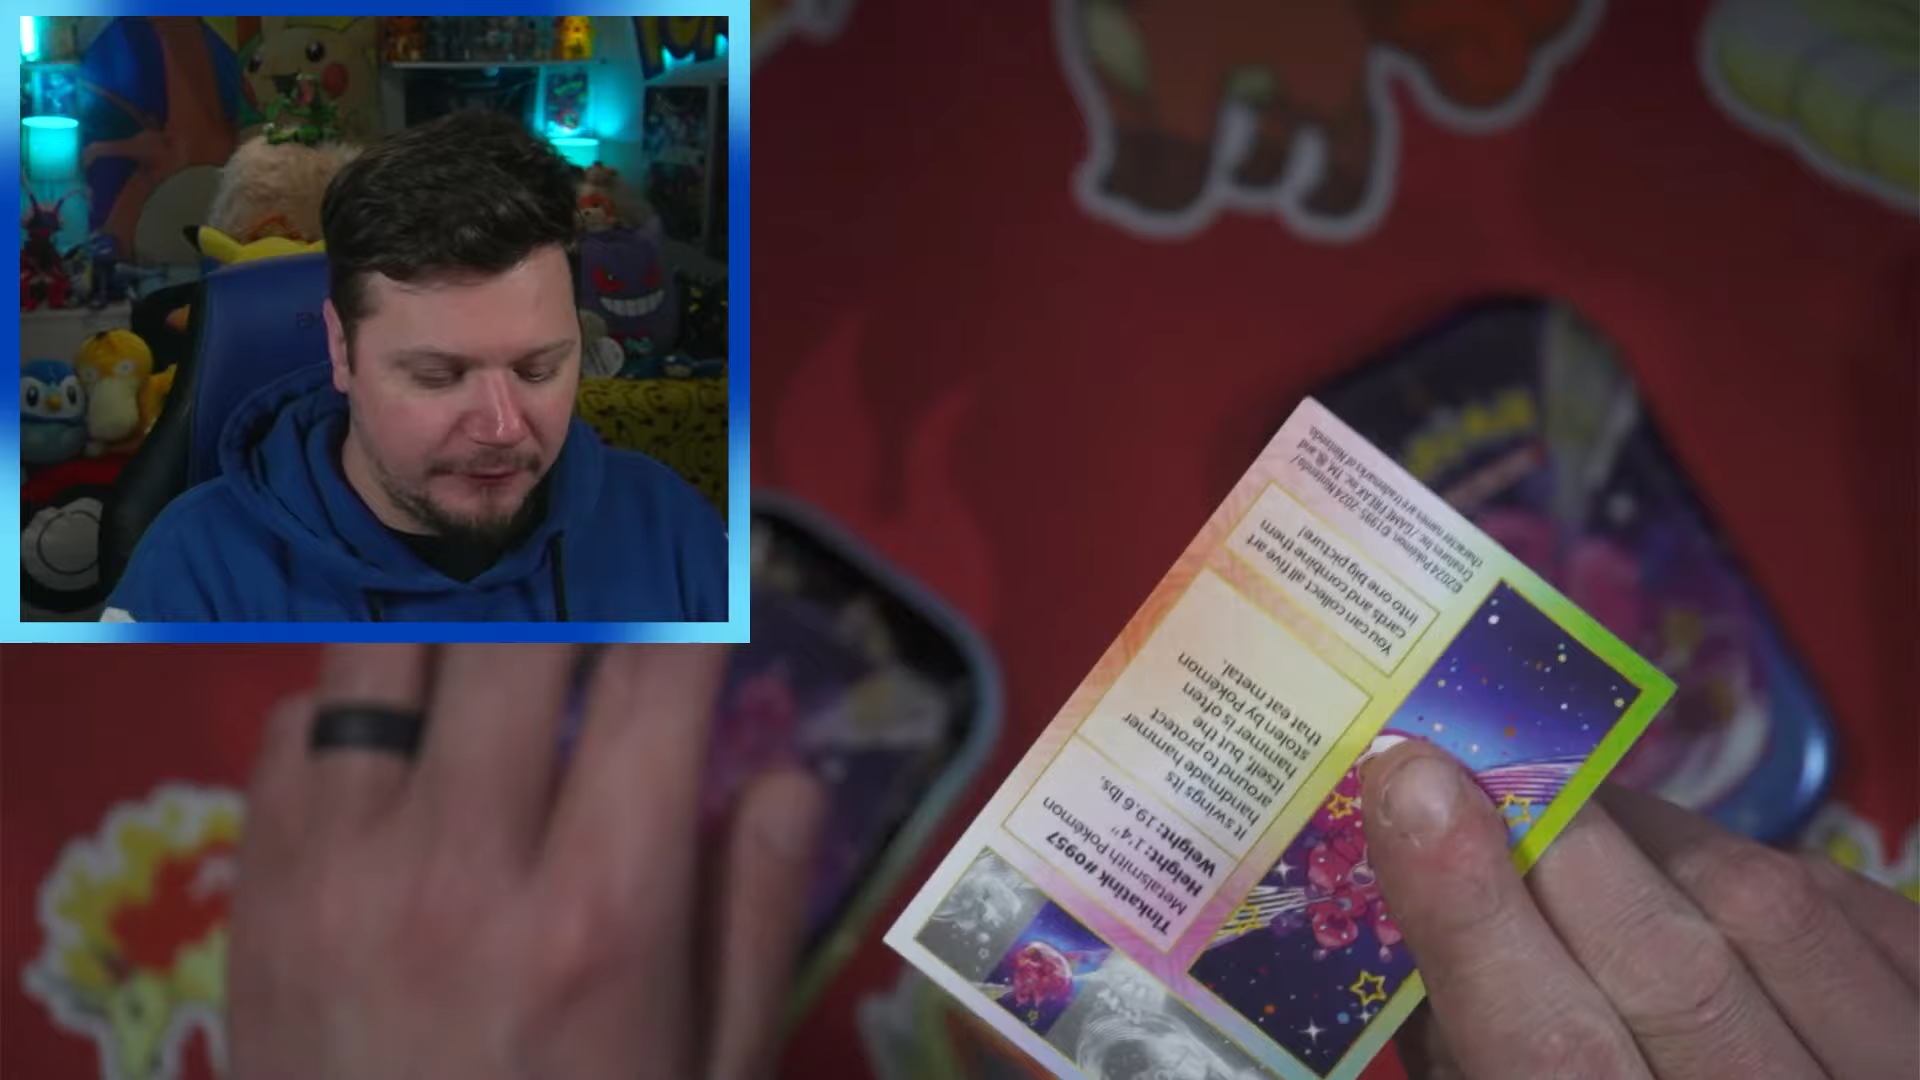 Tinkatink #0957
Metalsmith Pokémon
Height: 1'4"
Weight: 19.6 lbs.
It swings its
handmade hammer
around to protect
itself, but the
hammer is often
stolen by Pokémon
that eat metal.
You can collect all five art
cards and combine them
into one big picture!
©2024 Pokémon. ©1995–2024 Nintendo /
Creatures Inc. / GAME FREAK inc. TM, ®, and
character names are trademarks of Nintendo.